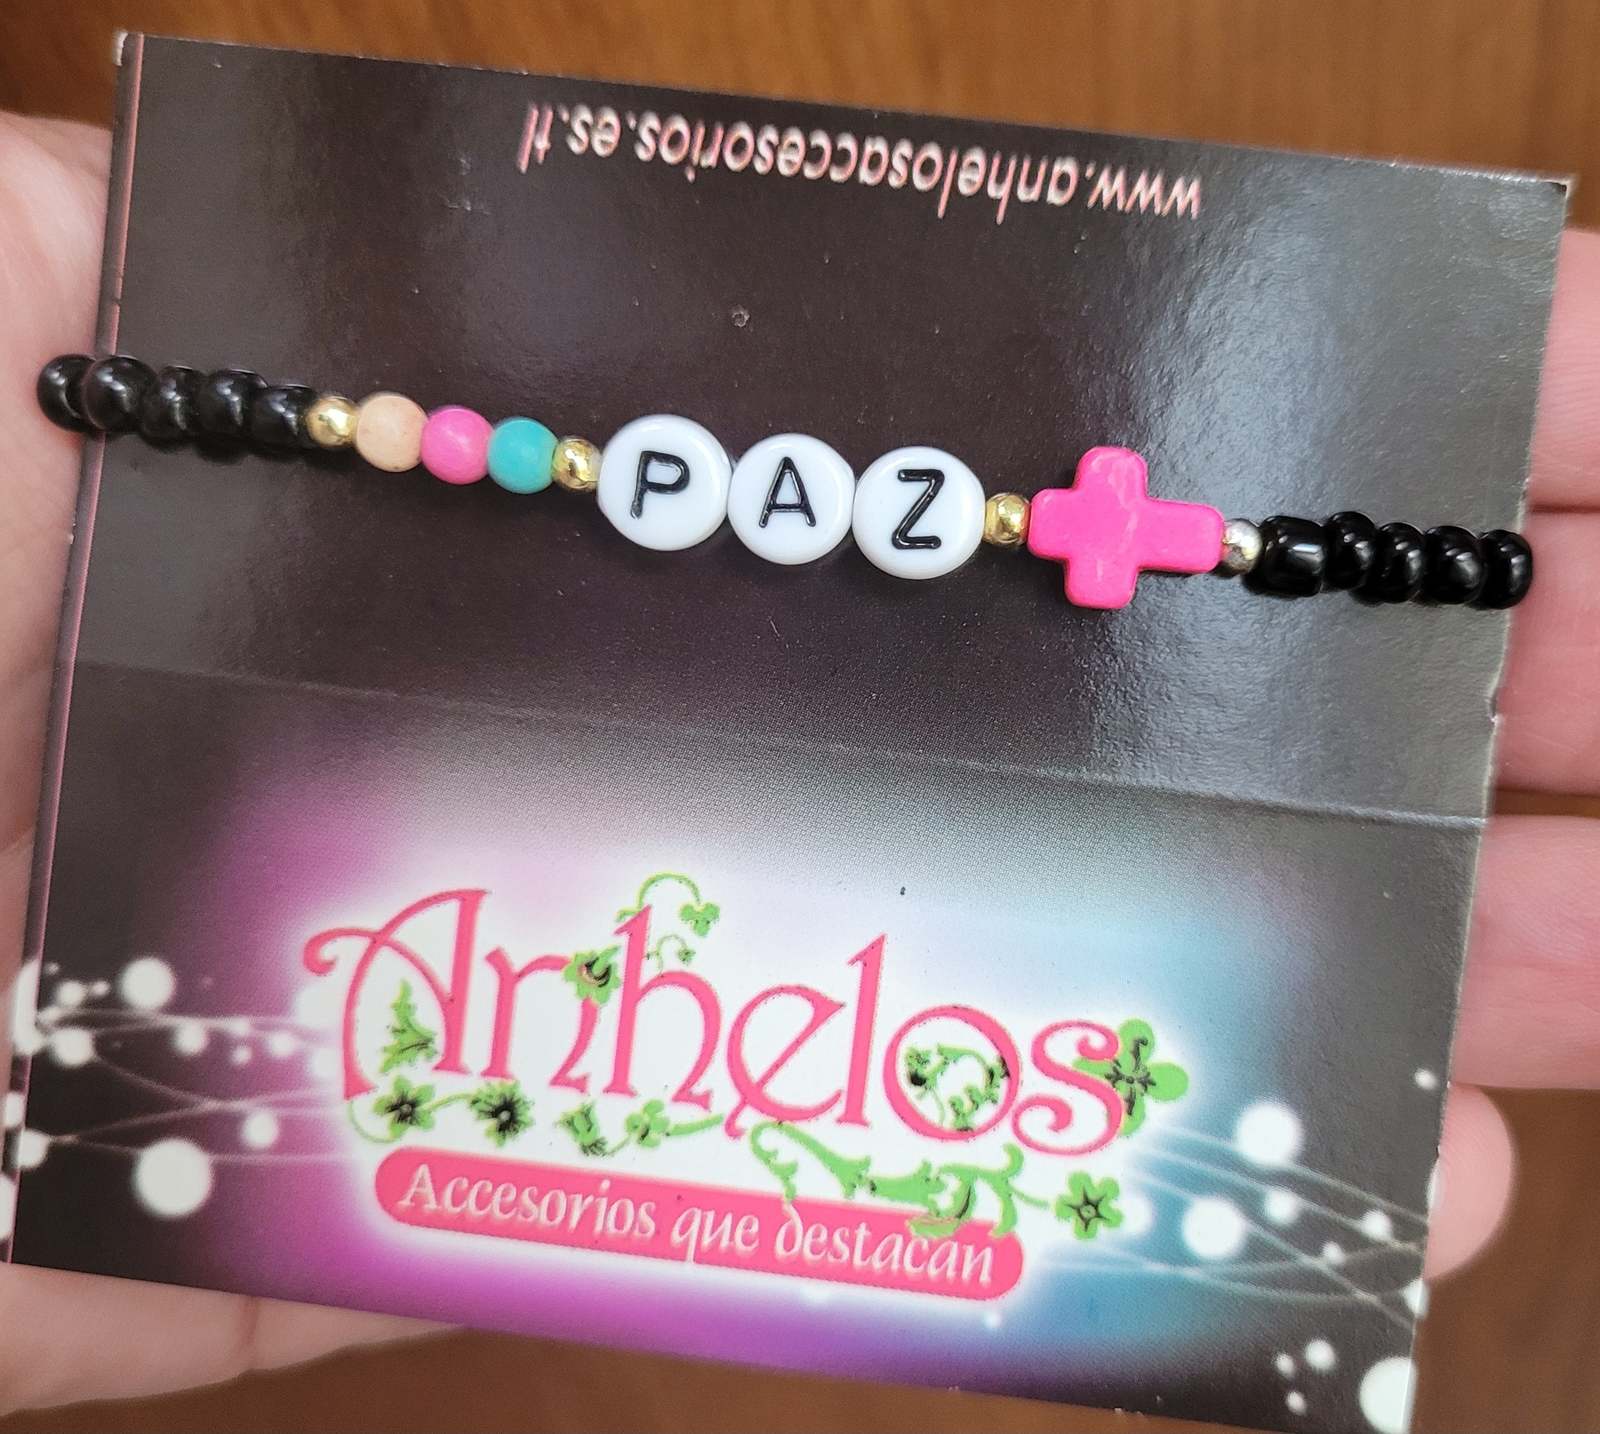 www.anhelosaccesorios.es.tl
PAZ
Anhelos
Accesorios que destacan